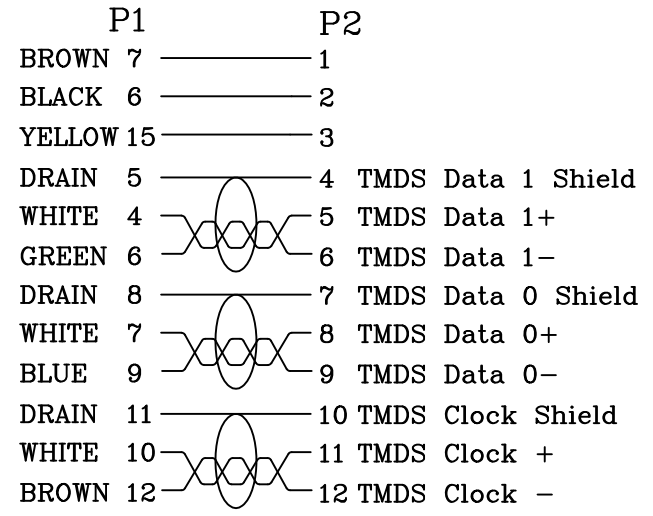 P1 P2
BROWN 7 1
BLACK 6 2
YELLOW 15 3
DRAIN 5 4 TMDS Data 1 Shield
WHITE 4 5 TMDS Data 1+
GREEN 6 6 TMDS Data 1-
DRAIN 8 7 TMDS Data 0 Shield
WHITE 7 8 TMDS Data 0+
BLUE 9 9 TMDS Data 0-
DRAIN 11 10 TMDS Clock Shield
WHITE 10 11 TMDS Clock +
BROWN 12 12 TMDS Clock -